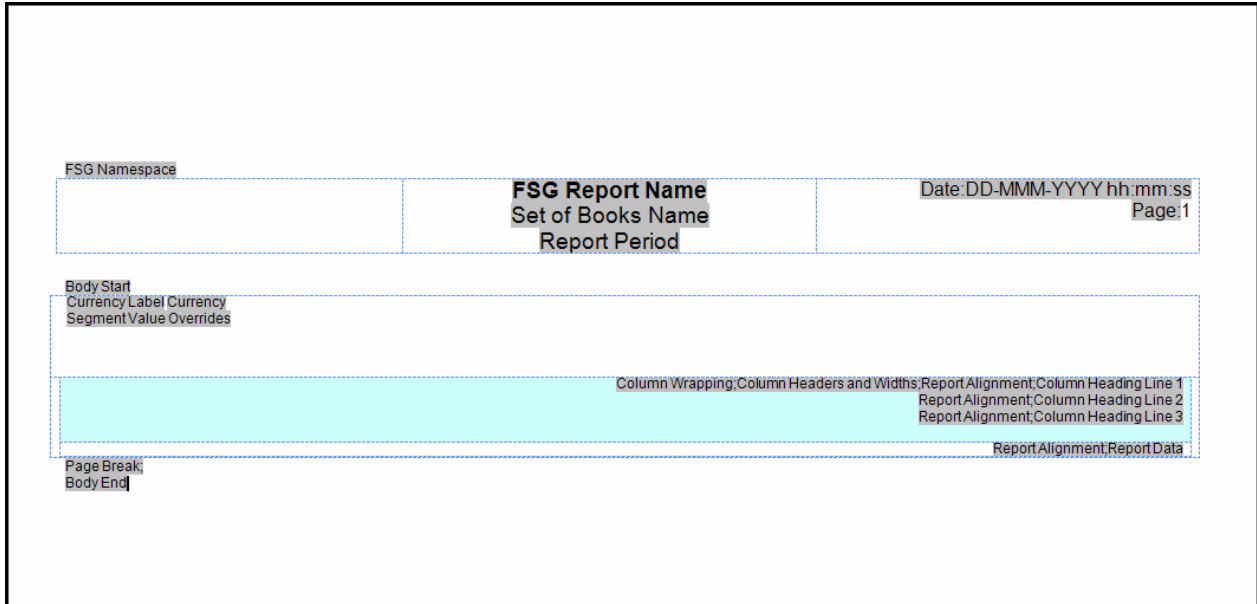 FSG Namespace
FSG Report Name
Set of Books Name
Report Period
Date:DD-MMM-YYYY hh:mm:ss
Page:1
Body Start
Currency Label Currency
Segment Value Overrides
Column Wrapping;Column Headers and Widths;Report Alignment;Column Heading Line 1
Report Alignment;Column Heading Line 2
Report Alignment;Column Heading Line 3
Report Alignment;Report Data
Page Break;
Body End